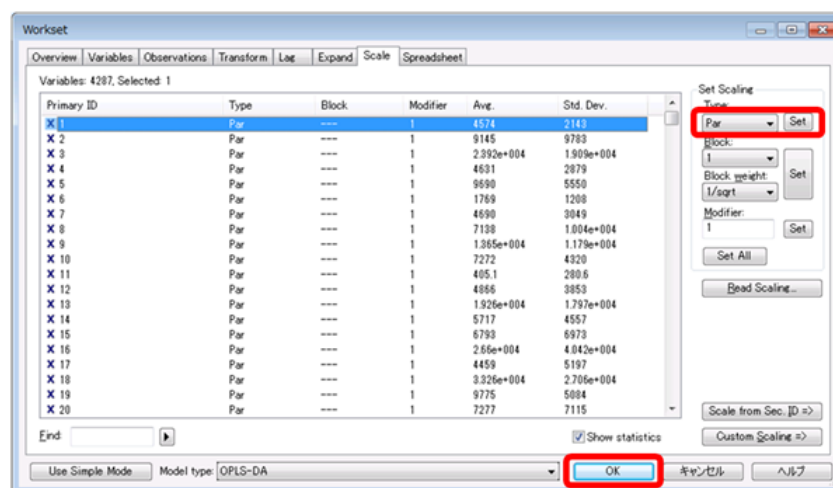 Workset
Overview Variables Observations Transform Lag Expand Scale Spreadsheet
Variables: 4287, Selected: 1
Primary ID Type Block Modifier Avg. Std. Dev.
X 1 Par --- 1 4574 2143
X 2 Par --- 1 9145 9783
X 3 Par --- 1 2.392e+004 1.909e+004
X 4 Par --- 1 4631 2879
X 5 Par --- 1 9690 5550
X 6 Par --- 1 1769 1208
X 7 Par --- 1 4690 3049
X 8 Par --- 1 7138 1.004e+004
X 9 Par --- 1 1.365e+004 1.179e+004
X 10 Par --- 1 7272 4320
X 11 Par --- 1 405.1 280.6
X 12 Par --- 1 4866 3853
X 13 Par --- 1 1.926e+004 1.797e+004
X 14 Par --- 1 5717 4557
X 15 Par --- 1 6793 6973
X 16 Par --- 1 2.66e+004 4.042e+004
X 17 Par --- 1 4459 5197
X 18 Par --- 1 3.326e+004 2.706e+004
X 19 Par --- 1 9775 5084
X 20 Par --- 1 7277 7115
Find:
Show statistics
Set Scaling
Type:
Par Set
Block:
1
Block weight: Set
1/sqrt
Modifier:
1 Set
Set All
Read Scaling...
Scale from Sec. ID =>
Custom Scaling =>
Use Simple Mode Model type: OPLS-DA OK キャンセル ヘルプ